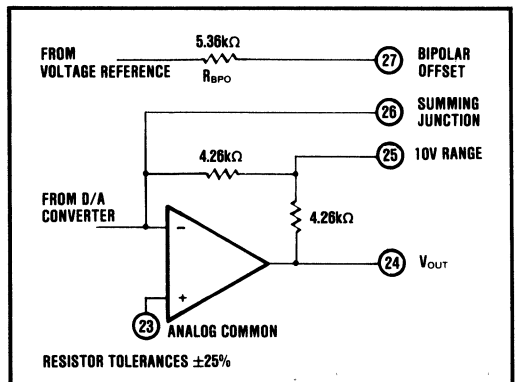 5.36kΩ
FROM
VOLTAGE REFERENCE
RBPO
27
BIPOLAR
OFFSET
26
SUMMING
JUNCTION
4.26kΩ
25
10V RANGE
FROM D/A
CONVERTER
4.26kΩ
−
24
VOUT
+
23
ANALOG COMMON
RESISTOR TOLERANCES ±25%